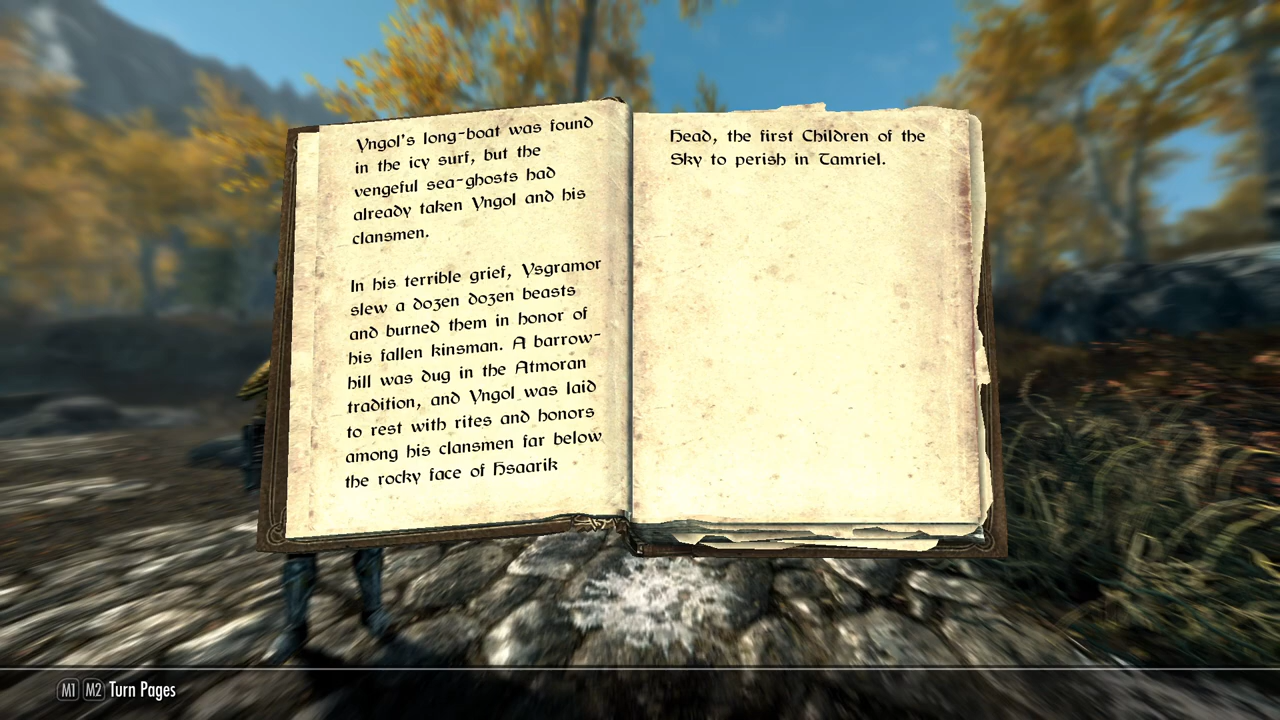 Yngol's long-boat was found
in the icy surf, but the
vengeful sea-ghosts had
already taken Yngol and his
clansmen.
In his terrible grief, Ysgramor
slew a dozen dozen beasts
and burned them in honor of
his fallen kinsman. A barrow-
hill was dug in the Atmoran
tradition, and Yngol was laid
to rest with rites and honors
among his clansmen far below
the rocky face of Hsaarik
Head, the first Children of the
Sky to perish in Tamriel.
M1 M2 Turn Pages